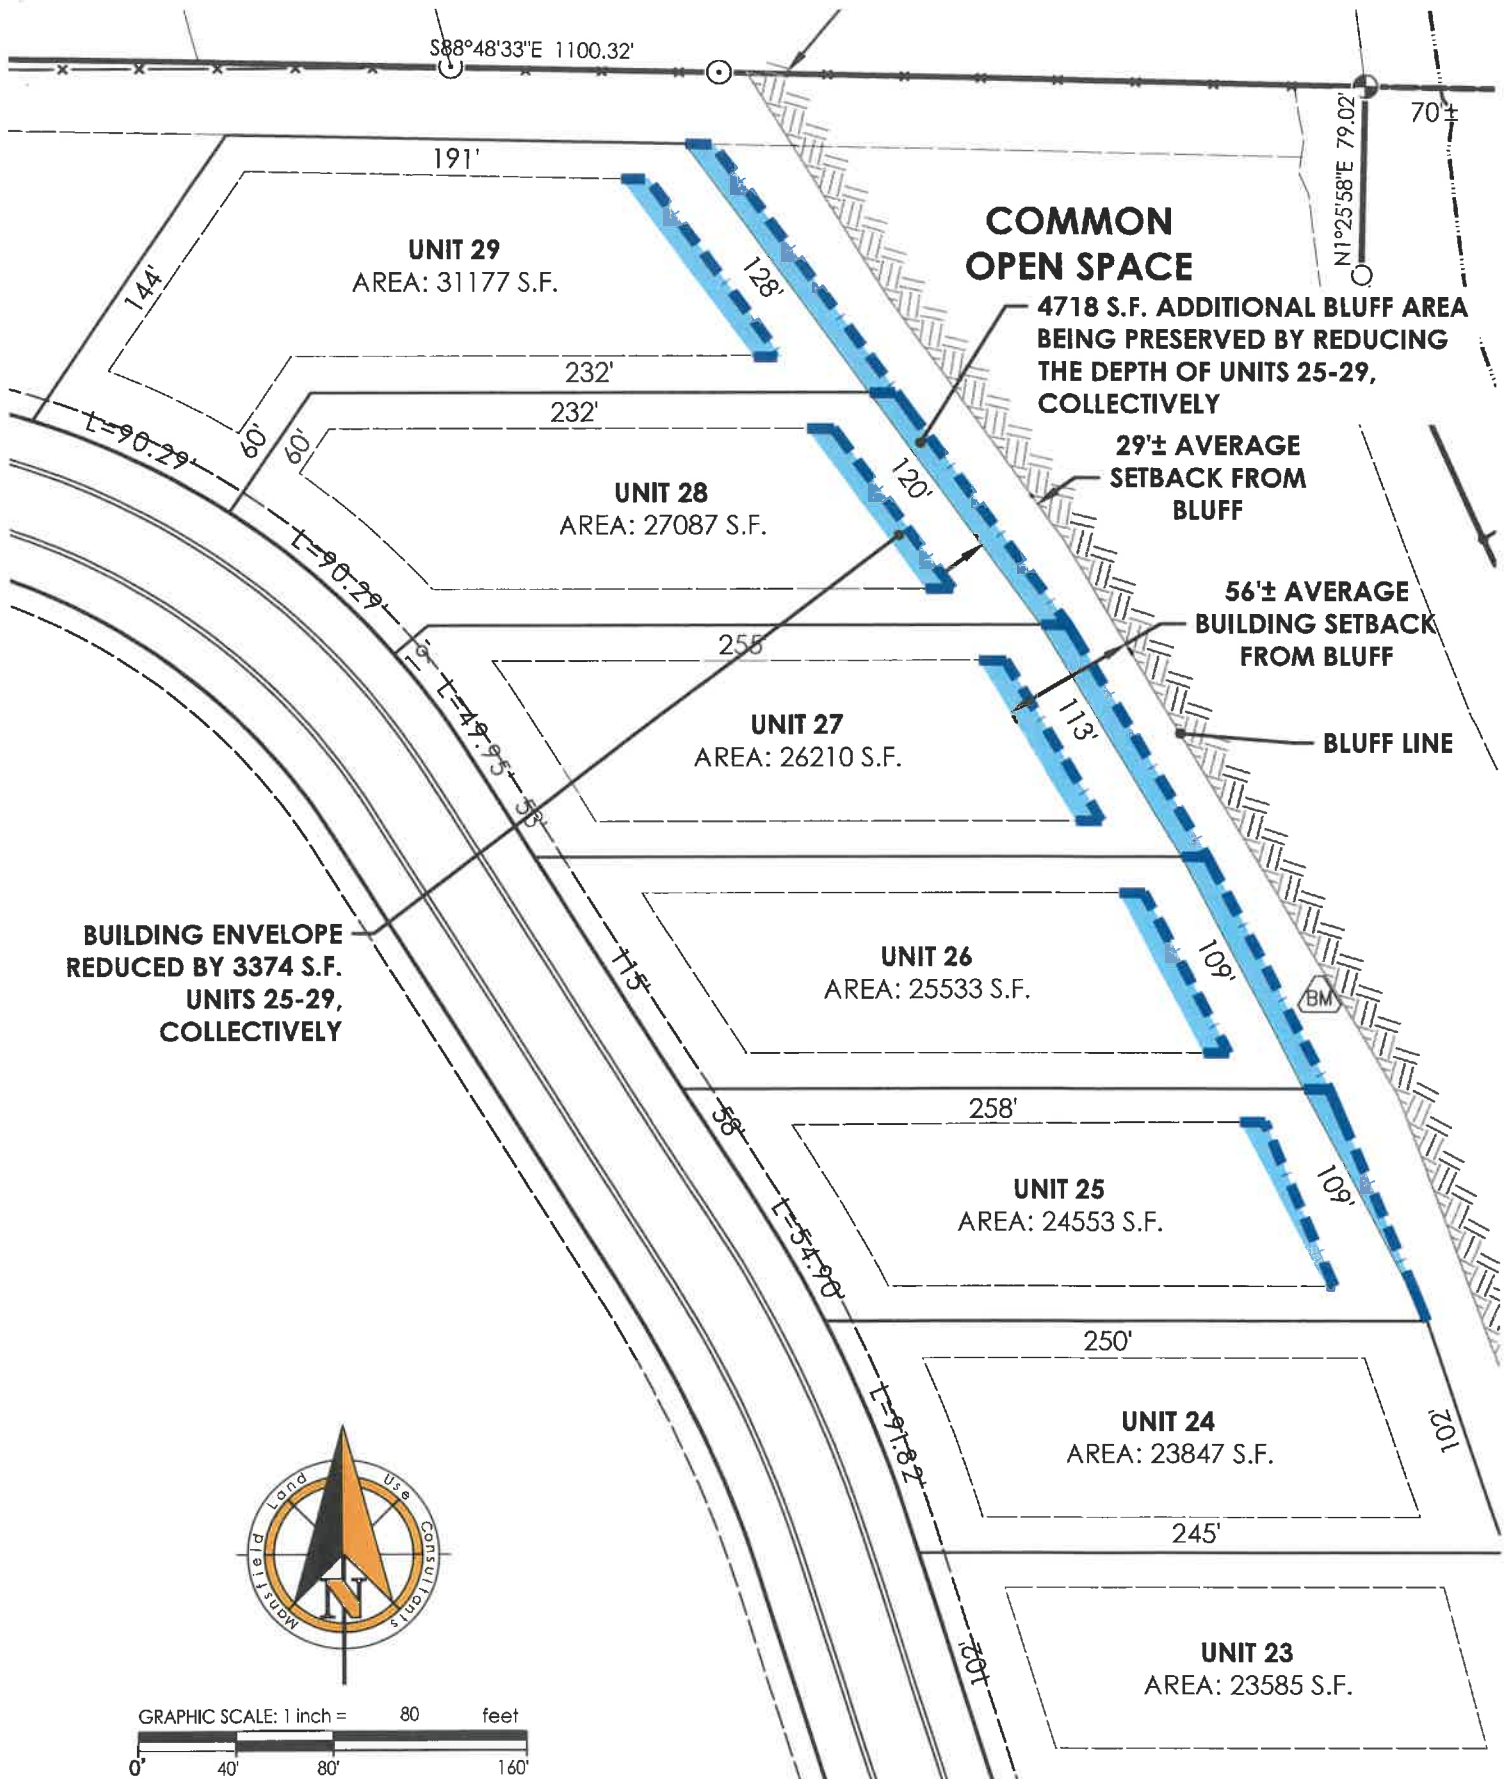 S88°48'33"E 1100.32'
70'±
N1°25'58"E 79.02'
191'
UNIT 29
AREA: 31177 S.F.
144'
128'
COMMON
OPEN SPACE
4718 S.F. ADDITIONAL BLUFF AREA
BEING PRESERVED BY REDUCING
THE DEPTH OF UNITS 25-29,
COLLECTIVELY
232'
232'
L=90.29'
60'
60'
29'± AVERAGE
SETBACK FROM
BLUFF
120'
UNIT 28
AREA: 27087 S.F.
L=90.29'
56'± AVERAGE
BUILDING SETBACK
FROM BLUFF
255'
6'
L=49.95'
113'
UNIT 27
AREA: 26210 S.F.
BLUFF LINE
53'
BUILDING ENVELOPE
REDUCED BY 3374 S.F.
UNITS 25-29,
COLLECTIVELY
115'
UNIT 26
AREA: 25533 S.F.
109'
BM
258'
58'
UNIT 25
AREA: 24553 S.F.
109'
L=54.90'
250'
L=91.82'
UNIT 24
AREA: 23847 S.F.
102'
245'
Mansfield Land Use Consultants
N
102'
UNIT 23
AREA: 23585 S.F.
GRAPHIC SCALE: 1 inch = 80 feet
0' 40' 80' 160'